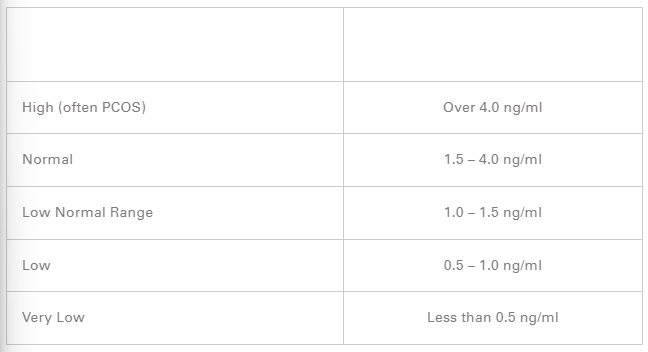 High (often PCOS) Over 4.0 ng/ml
Normal 1.5 – 4.0 ng/ml
Low Normal Range 1.0 – 1.5 ng/ml
Low 0.5 – 1.0 ng/ml
Very Low Less than 0.5 ng/ml